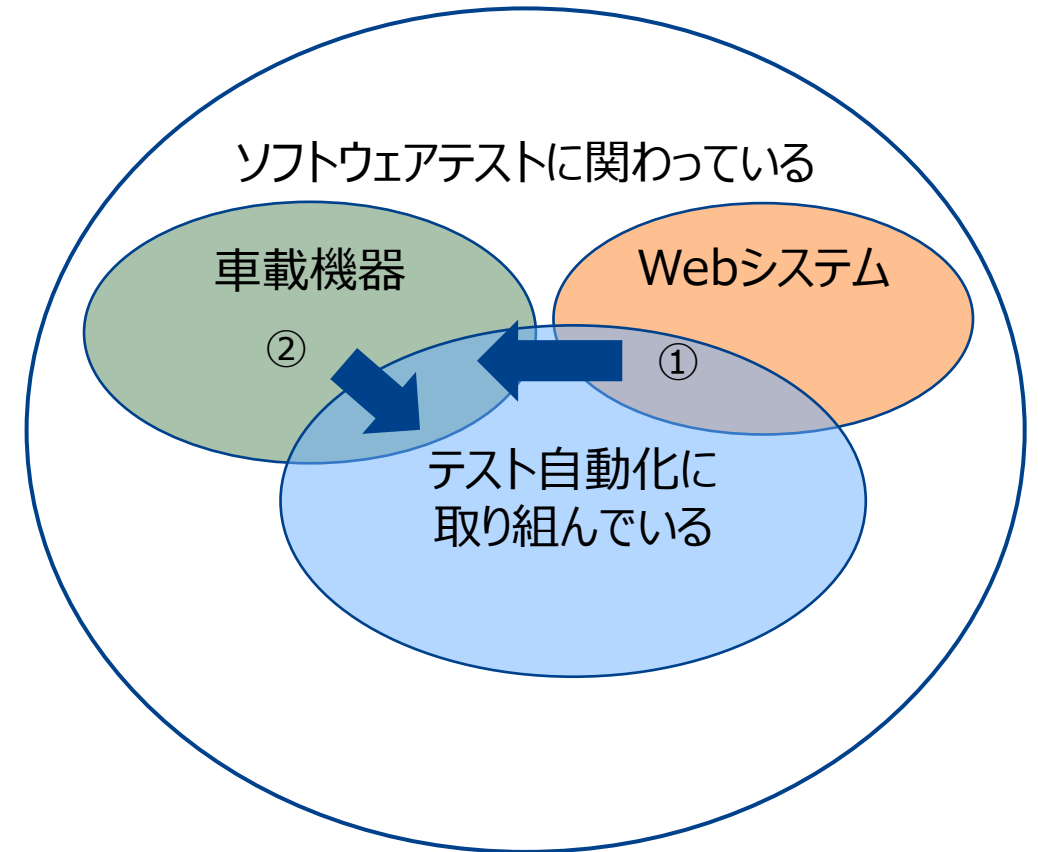 ソフトウェアテストに関わっている
車載機器
Webシステム
②
①
テスト自動化に
取り組んでいる